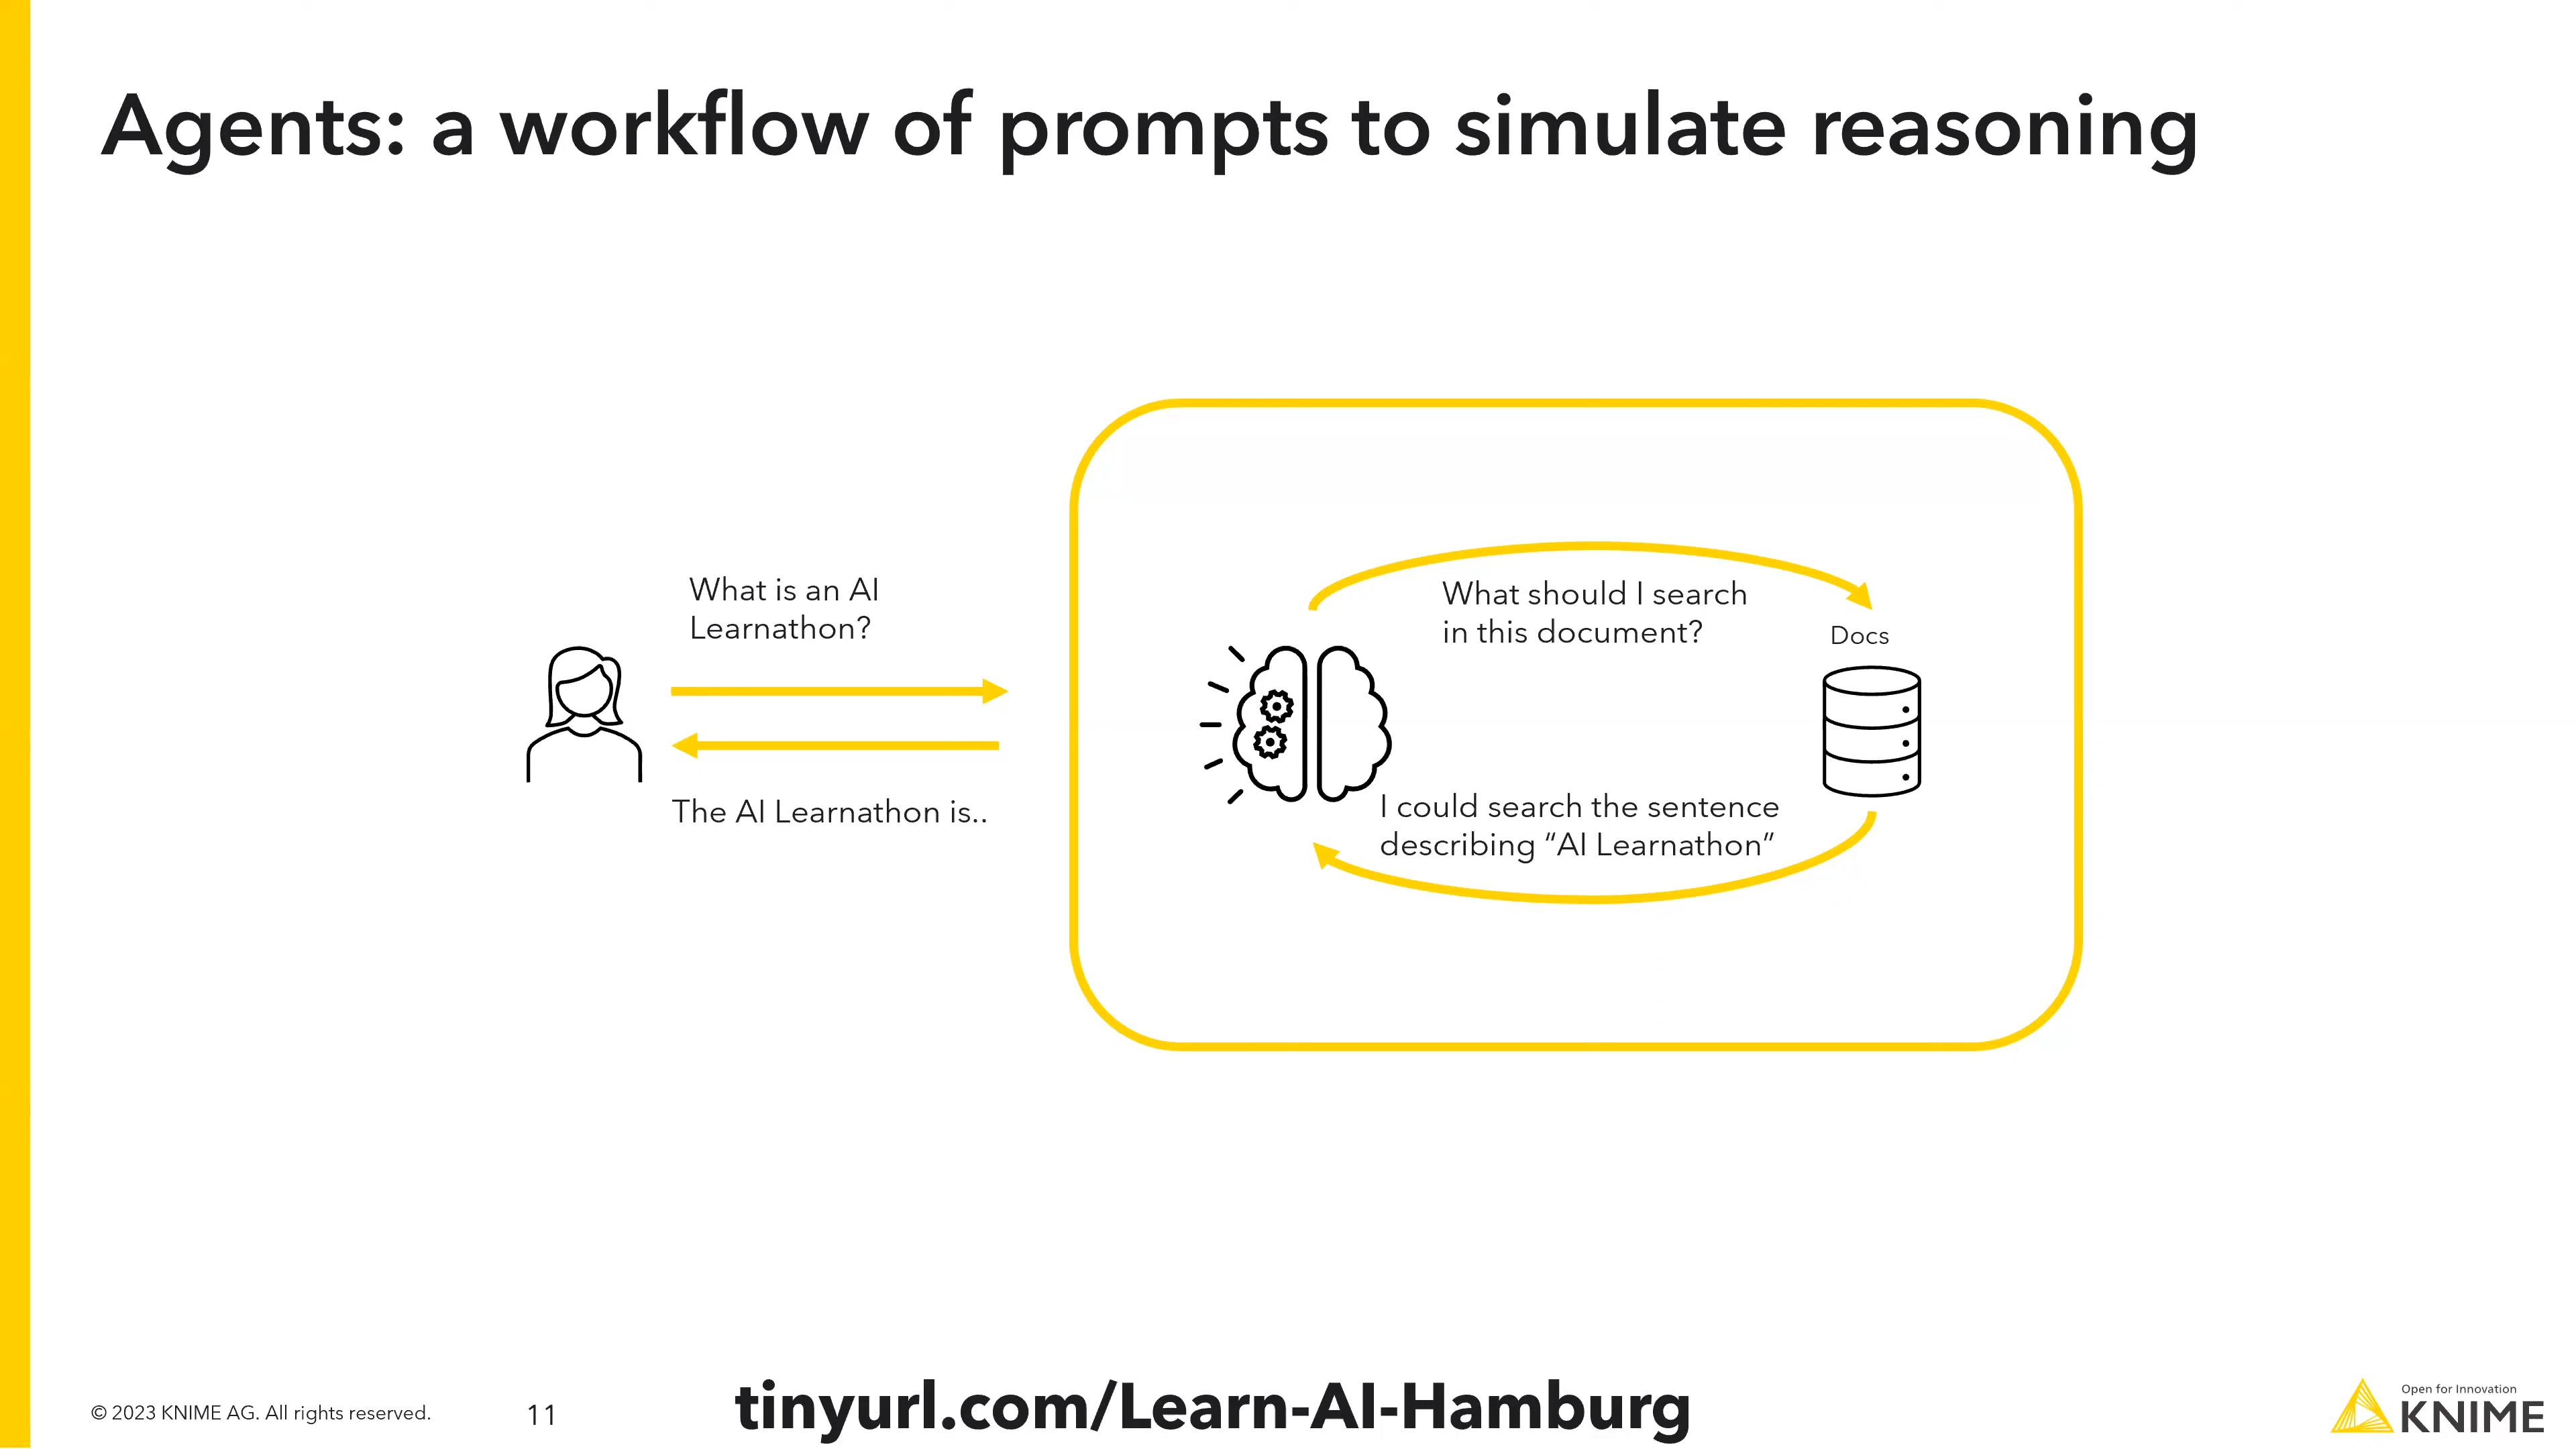 Agents: a workflow of prompts to simulate reasoning
What is an AI
Learnathon?
The AI Learnathon is..
What should I search
in this document?
Docs
I could search the sentence
describing “AI Learnathon”
© 2023 KNIME AG. All rights reserved.
11
tinyurl.com/Learn-AI-Hamburg
Open for Innovation
KNIME